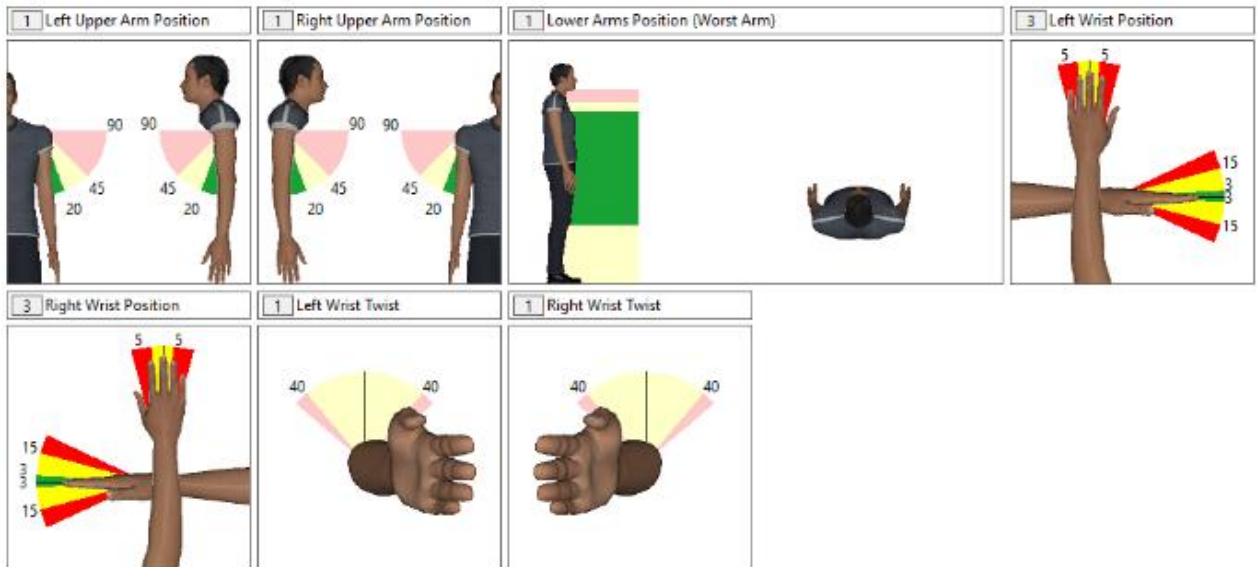 1 Left Upper Arm Position
90 90
45 45
20 20
1 Right Upper Arm Position
90 90
45 45
20 20
1 Lower Arms Position (Worst Arm)
3 Left Wrist Position
5 5
15
3
3
15
3 Right Wrist Position
5 5
15
3
3
15
1 Left Wrist Twist
40 40
1 Right Wrist Twist
40 40